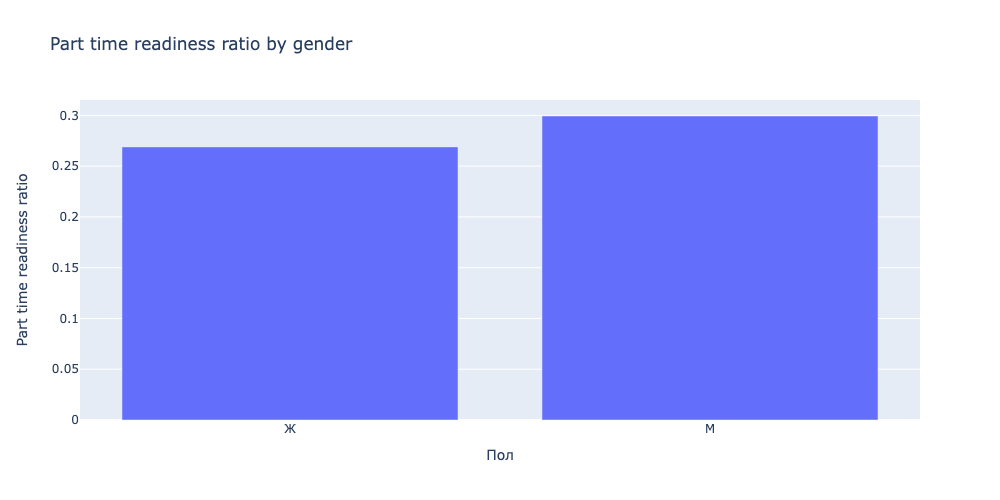 Part time readiness ratio by gender
Part time readiness ratio
0.3
0.25
0.2
0.15
0.1
0.05
0
Ж
М
Пол